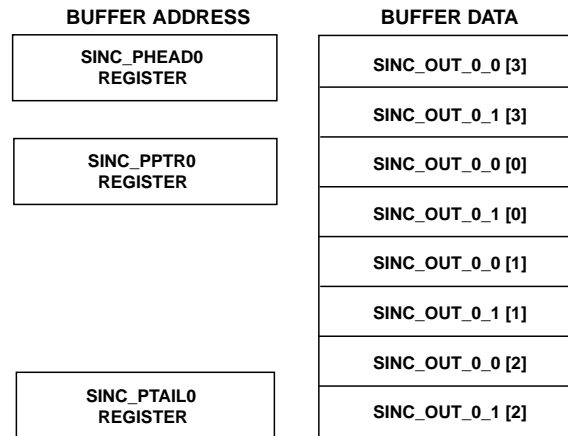 BUFFER ADDRESS
BUFFER DATA
SINC_PHEAD0
REGISTER
SINC_OUT_0_0 [3]
SINC_OUT_0_1 [3]
SINC_PPTR0
REGISTER
SINC_OUT_0_0 [0]
SINC_OUT_0_1 [0]
SINC_OUT_0_0 [1]
SINC_OUT_0_1 [1]
SINC_OUT_0_0 [2]
SINC_PTAIL0
REGISTER
SINC_OUT_0_1 [2]